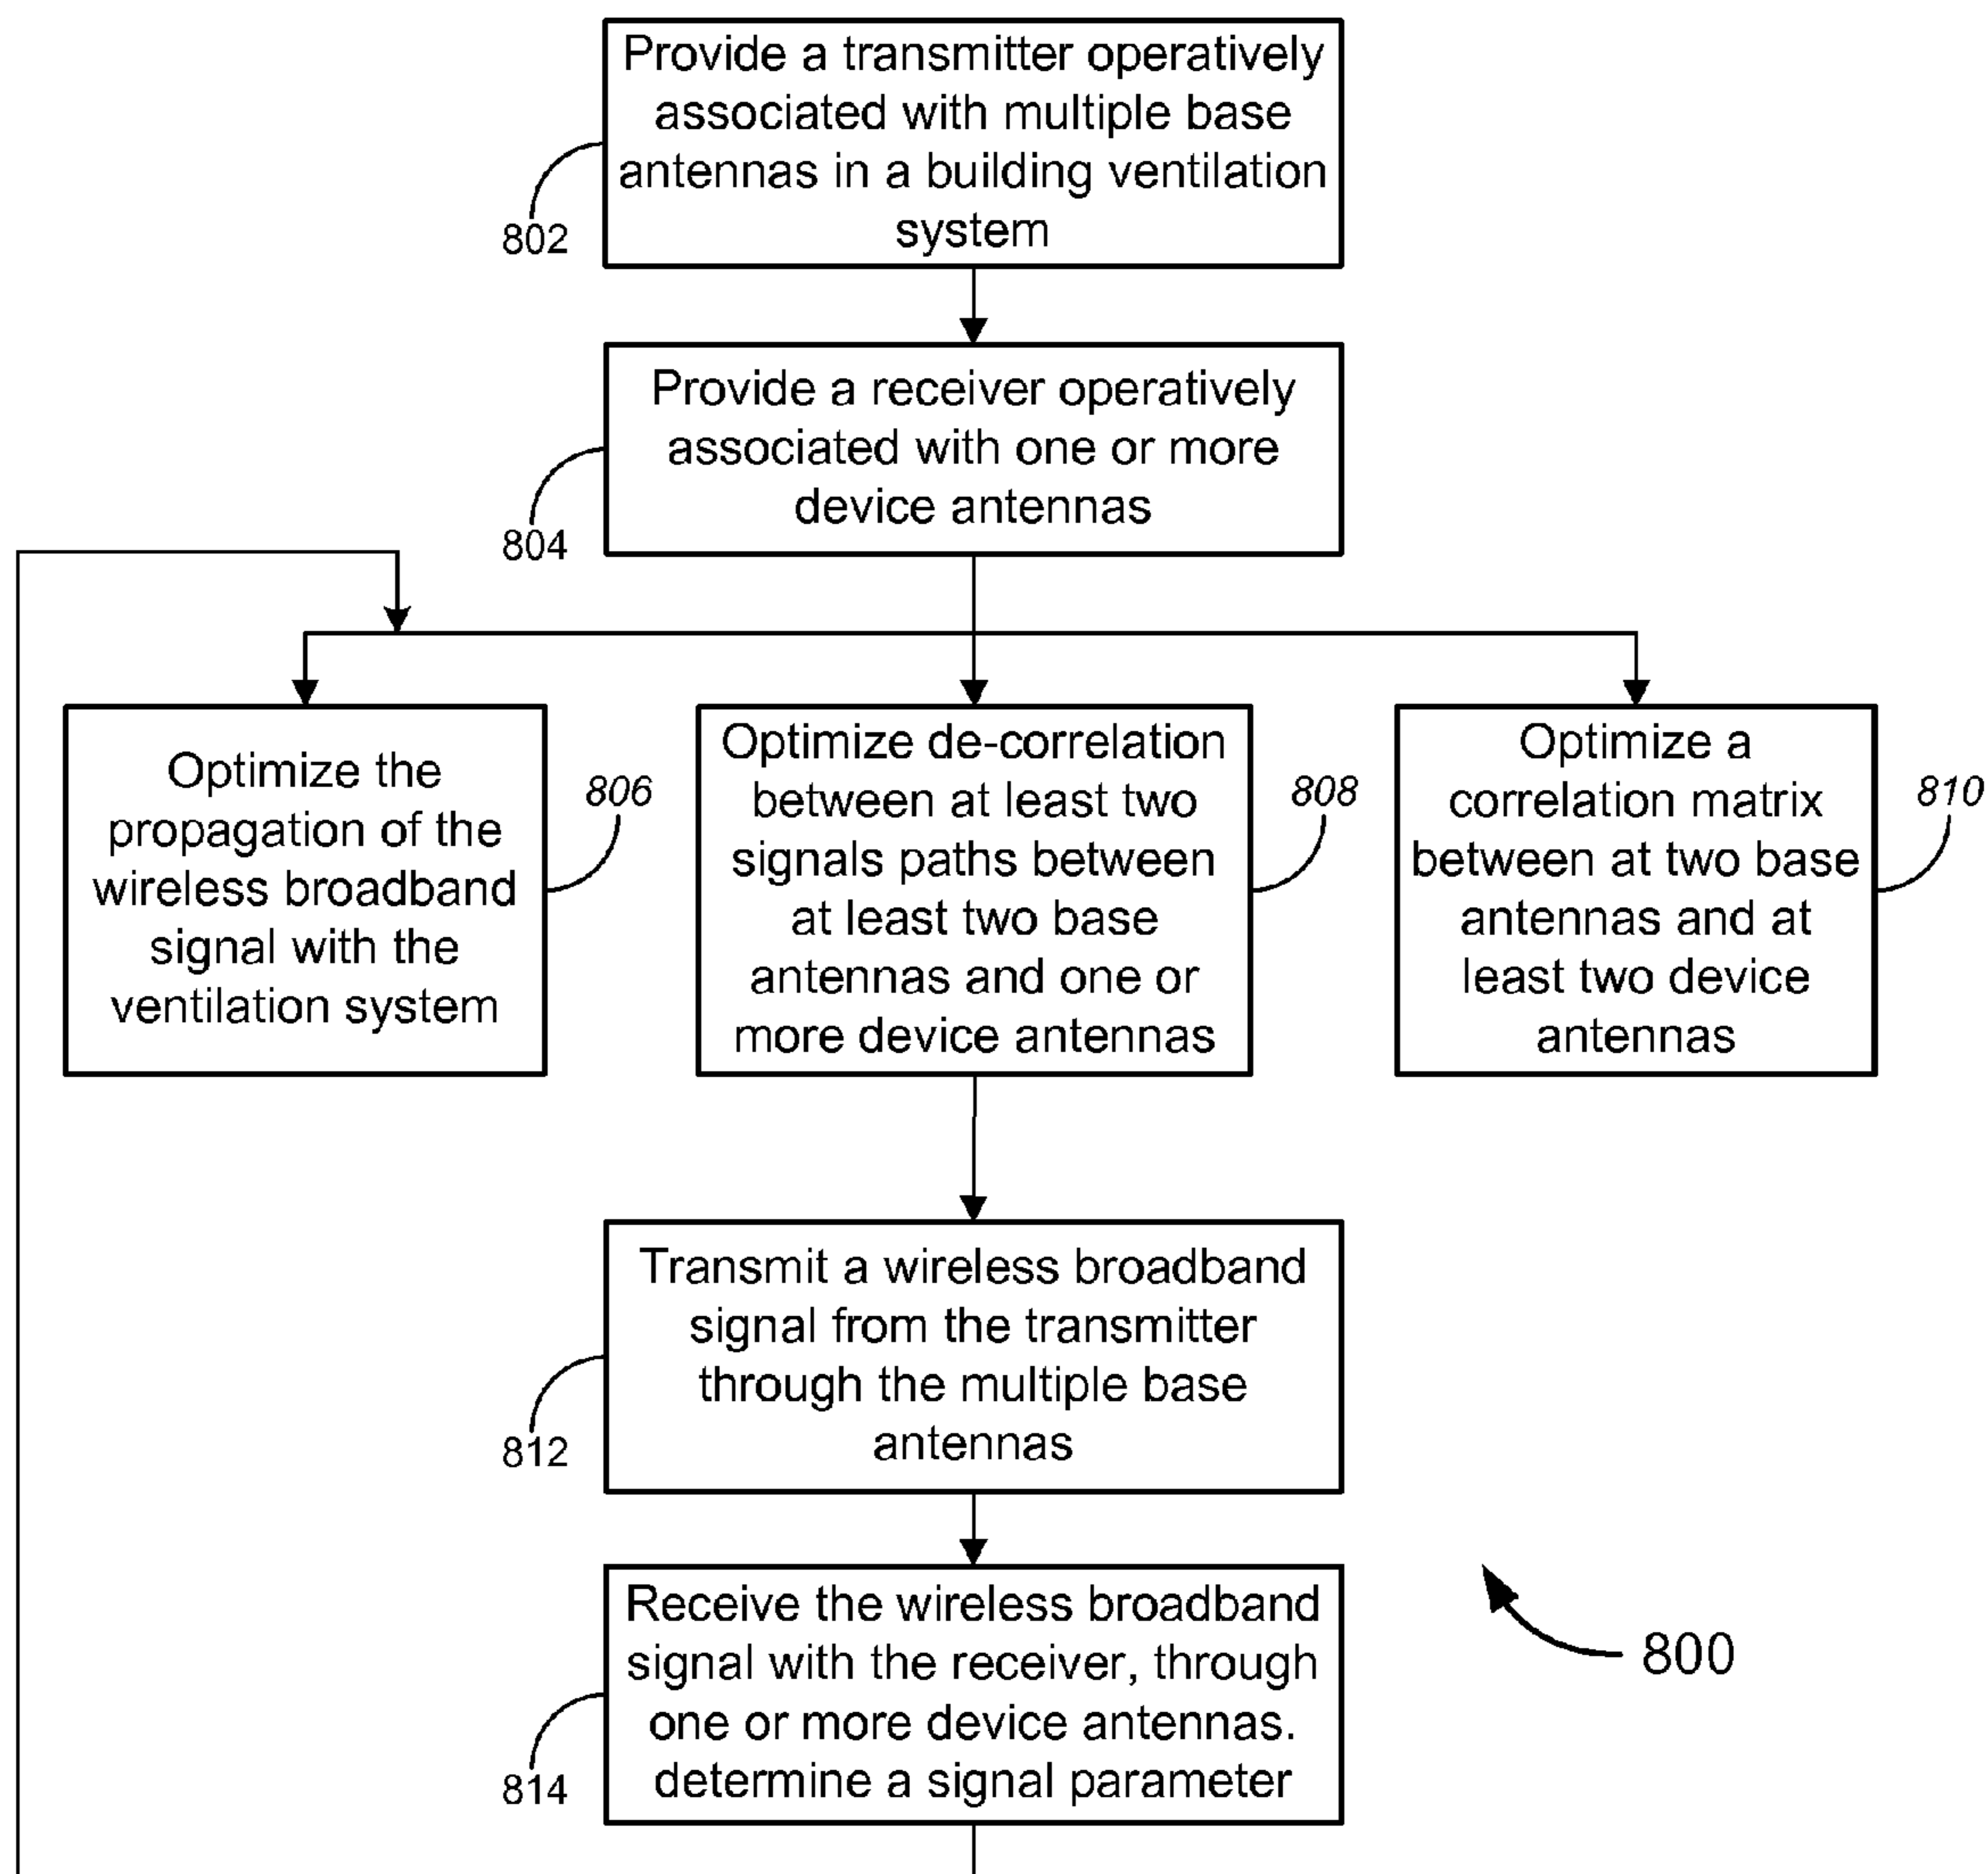 Provide a transmitter operatively
associated with multiple base
antennas in a building ventilation
system
802
Provide a receiver operatively
associated with one or more
device antennas
804
Optimize the
propagation of the
wireless broadband
signal with the
ventilation system
806
Optimize de-correlation
between at least two
signals paths between
at least two base
antennas and one or
more device antennas
808
Optimize a
correlation matrix
between at two base
antennas and at
least two device
antennas
810
Transmit a wireless broadband
signal from the transmitter
through the multiple base
antennas
812
Receive the wireless broadband
signal with the receiver, through
one or more device antennas.
determine a signal parameter
814
800